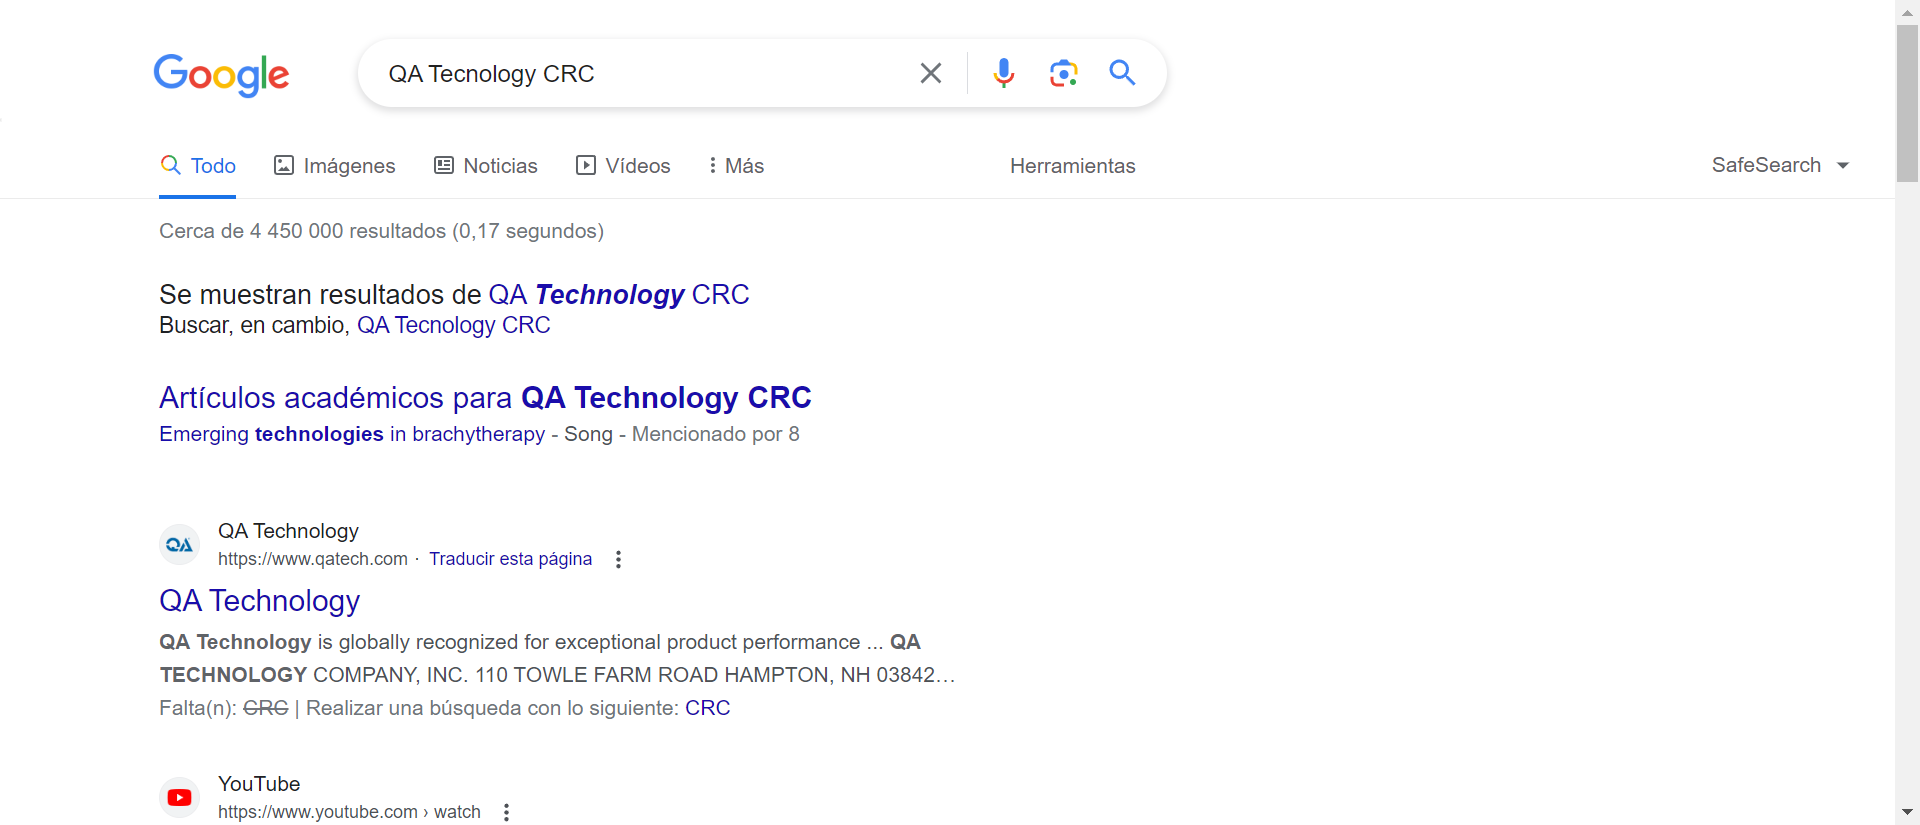 Google
QA Tecnology CRC
Todo
Imágenes
Noticias
Vídeos
Más
Herramientas
SafeSearch
Cerca de 4 450 000 resultados (0,17 segundos)
Se muestran resultados de QA Technology CRC
Buscar, en cambio, QA Tecnology CRC
Artículos académicos para QA Technology CRC
Emerging technologies in brachytherapy - Song - Mencionado por 8
QA
QA Technology
https://www.qatech.com · Traducir esta página
QA Technology
QA Technology is globally recognized for exceptional product performance ... QA
TECHNOLOGY COMPANY, INC. 110 TOWLE FARM ROAD HAMPTON, NH 03842…
Falta(n): CRC | Realizar una búsqueda con lo siguiente: CRC
YouTube
https://www.youtube.com › watch